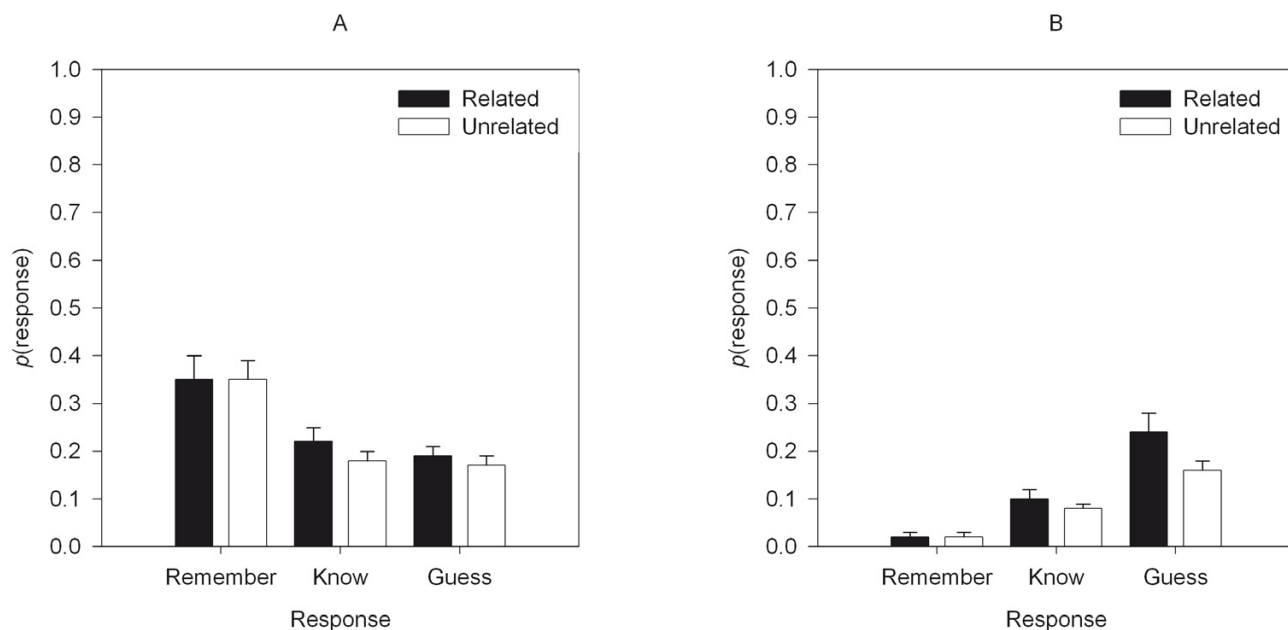 A
1.0
0.9
0.8
0.7
0.6
0.5
0.4
0.3
0.2
0.1
0.0
p(response)
Related
Unrelated
Remember Know Guess
Response
B
1.0
0.9
0.8
0.7
0.6
0.5
0.4
0.3
0.2
0.1
0.0
p(response)
Related
Unrelated
Remember Know Guess
Response